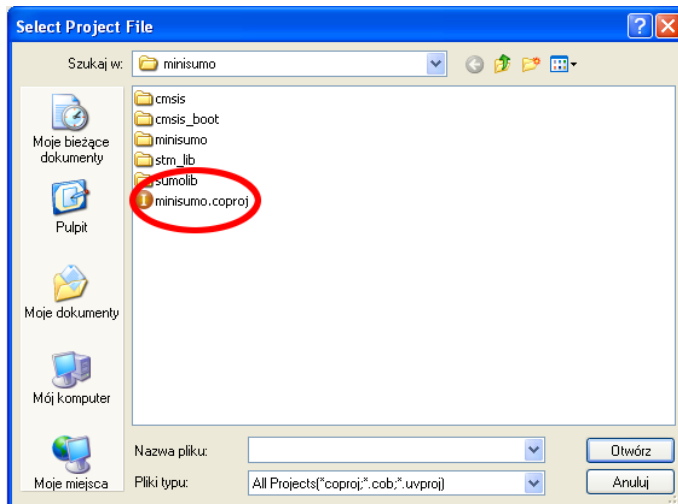 Select Project File
Szukaj w:
minisumo
cmsis
cmsis_boot
minisumo
stm_lib
sumolib
minisumo.coproj
Moje bieżące
dokumenty
Pulpit
Moje dokumenty
Mój komputer
Moje miejsca
Nazwa pliku:
Otwórz
Pliki typu:
All Projects(*coproj;*.cob;*.uvproj)
Anuluj